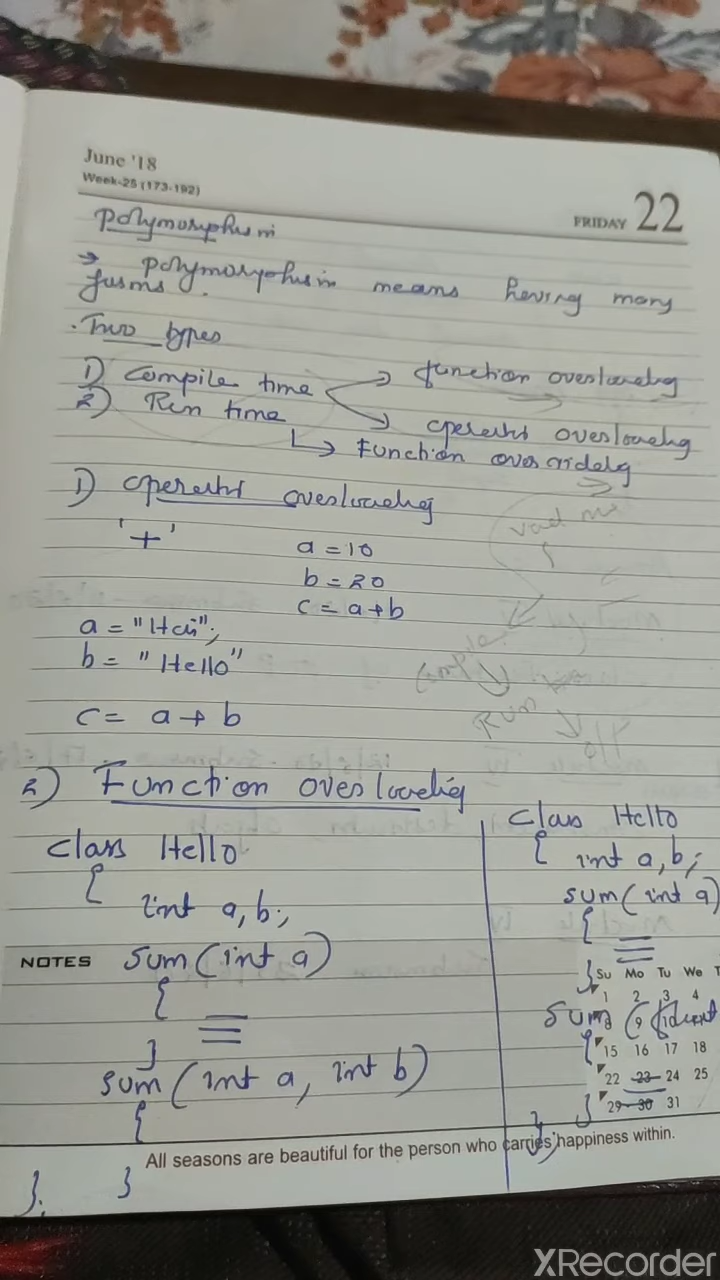 June '18
Week-25 (173-192)
FRIDAY 22
Polymorphism
→ polymorphism means having many
forms.
. Two types
1) Compile time → function overloading
2) Run time → operator overloading
↳ Function overriding
1) operator overloading
'+'
a = 10
b = 20
c = a+b
a = "Hai";
b = "Hello"
c = a + b
2) Function overloading
class Hello
{
int a, b;
NOTES sum (int a)
{
}
sum (int a, int b)
{
}
}.
class Hello
{ int a, b;
sum (int a)
{
}
Su Mo Tu We T
1 2 3 4
sum (
{
9
15 16 17 18
22 23 24 25
29 30 31
}
};
All seasons are beautiful for the person who carries happiness within.
XRecorder